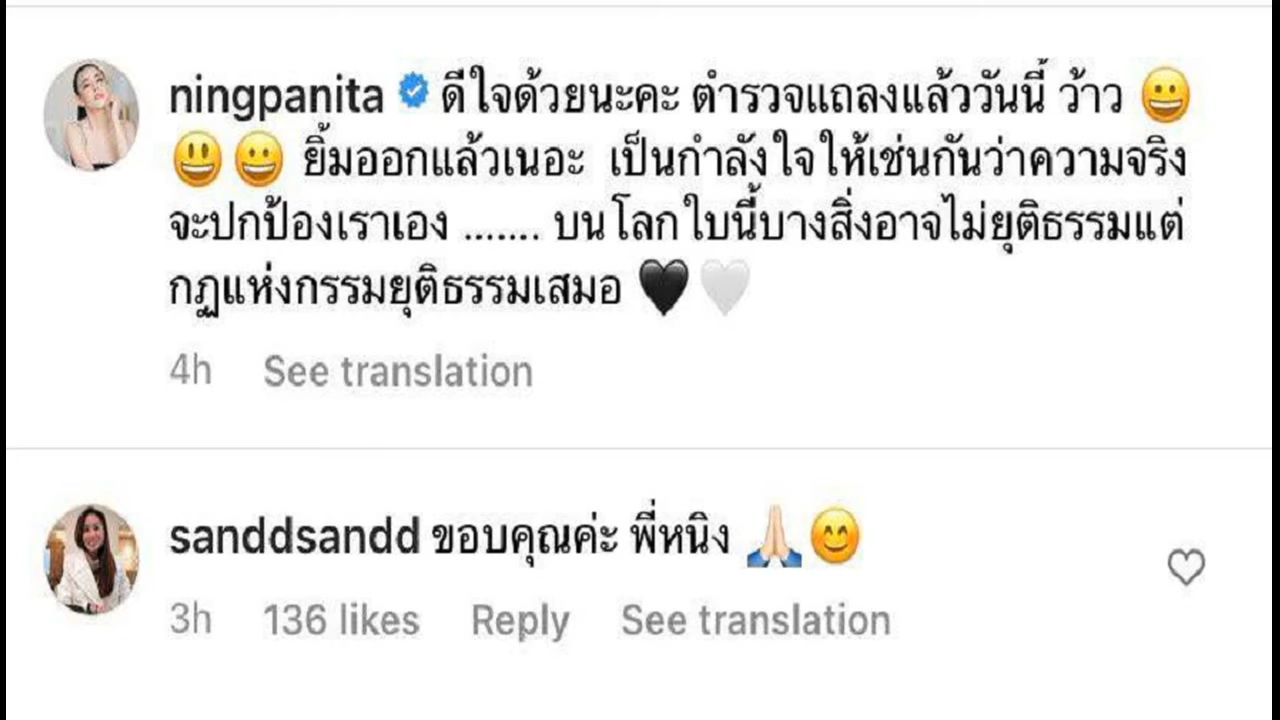 ningpanita ดีใจด้วยนะคะ ตำรวจแถลงแล้ววันนี้ ว้าว 😀
😃😀 ยิ้มออกแล้วเนอะ เป็นกำลังใจให้เช่นกันว่าความจริง
จะปกป้องเราเอง ....... บนโลกใบนี้บางสิ่งอาจไม่ยุติธรรมแต่
กฏแห่งกรรมยุติธรรมเสมอ 🖤🤍
4h See translation
sanddsandd ขอบคุณค่ะ พี่หนิง 🙏🏻😊
3h 136 likes Reply See translation